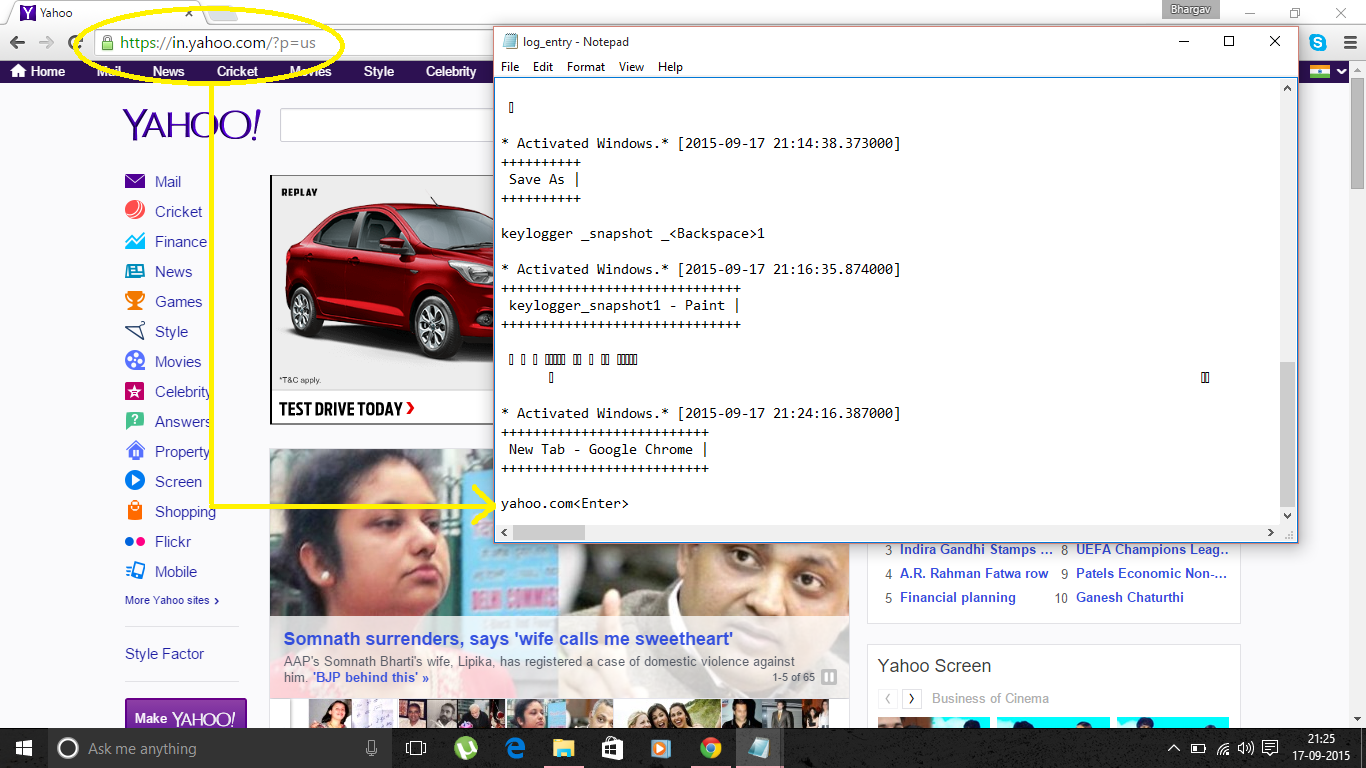 Yahoo
Bhargav
https://in.yahoo.com/?p=us
Home Mail News Cricket Movies Style Celebrity
YAHOO!
Mail
Cricket
Finance
News
Games
Style
Movies
Celebrity
Answers
Property
Screen
Shopping
Flickr
Mobile
More Yahoo sites >
Style Factor
Make YAHOO!
REPLAY
*T&C apply.
TEST DRIVE TODAY
DELHI COMMISS
Somnath surrenders, says 'wife calls me sweetheart'
AAP's Somnath Bharti's wife, Lipika, has registered a case of domestic violence against
him. 'BJP behind this' »
1-5 of 65
log_entry - Notepad
File Edit Format View Help
* Activated Windows.* [2015-09-17 21:14:38.373000]
++++++++++
Save As |
++++++++++
keylogger _snapshot _<Backspace>1
* Activated Windows.* [2015-09-17 21:16:35.874000]
++++++++++++++++++++++++++++++
keylogger_snapshot1 - Paint |
++++++++++++++++++++++++++++++
* Activated Windows.* [2015-09-17 21:24:16.387000]
++++++++++++++++++++++++++
New Tab - Google Chrome |
++++++++++++++++++++++++++
yahoo.com<Enter>
3 Indira Gandhi Stamps ...
4 A.R. Rahman Fatwa row
5 Financial planning
8 UEFA Champions Leag...
9 Patels Economic Non-...
10 Ganesh Chaturthi
Yahoo Screen
< > Business of Cinema
Ask me anything
21:25
17-09-2015